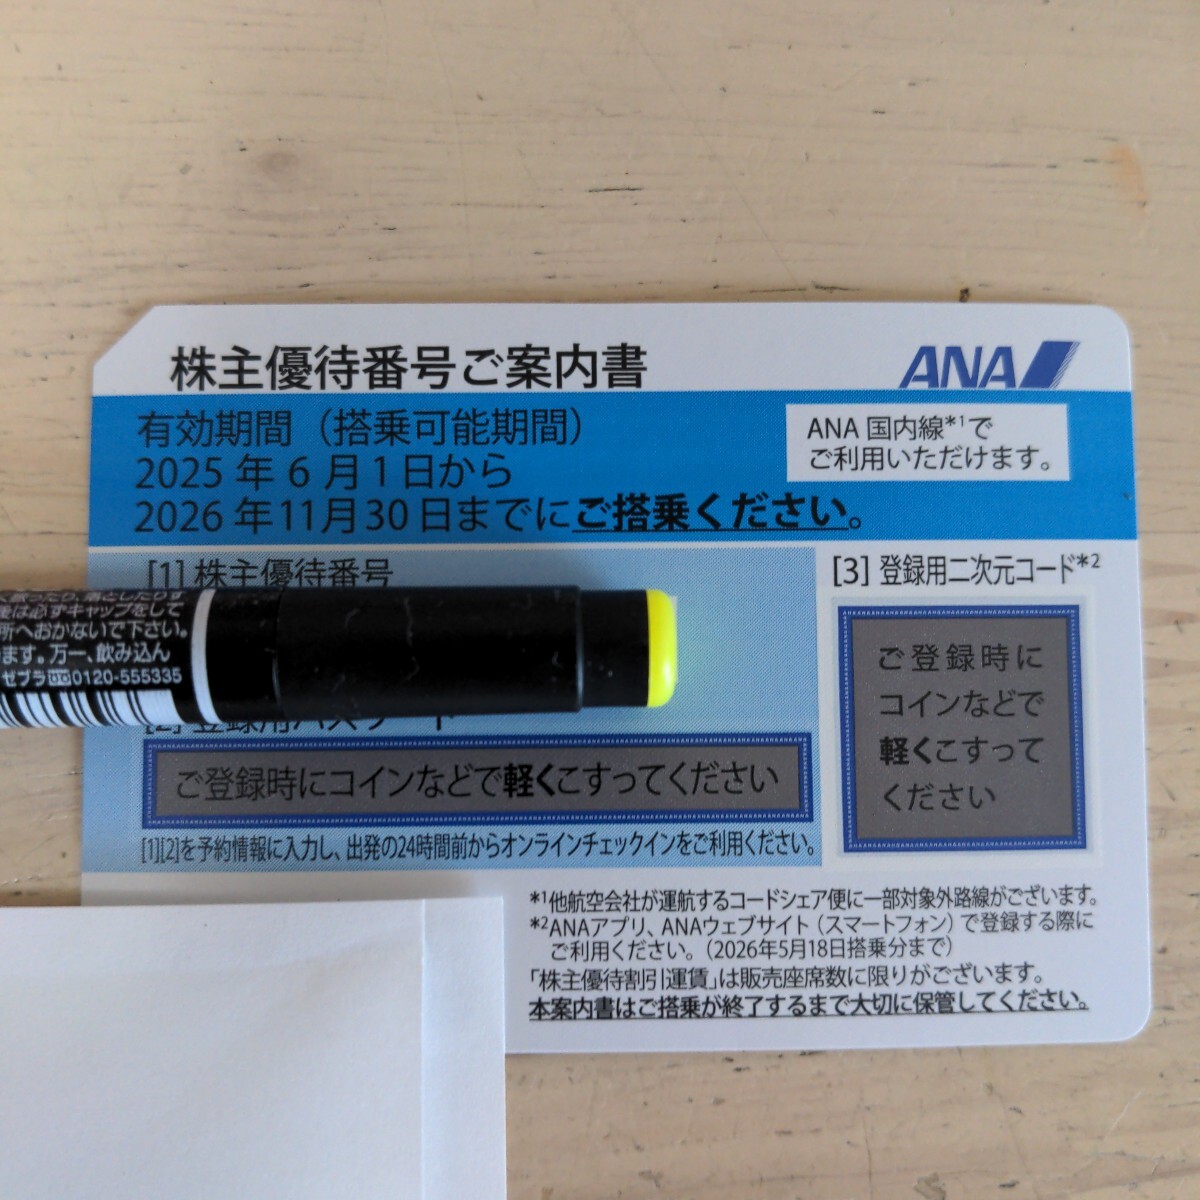 株主優待番号ご案内書
ANA
有効期間（搭乗可能期間）
2025年6月1日から
2026年11月30日までにご搭乗ください。
ANA 国内線*1で
ご利用いただけます。
[1] 株主優待番号
後は必ずキャップをして
所へおかないで下さい。
ます。万一、飲み込ん
ゼブラ 0120-555335
[2] 登録用パスワード
ご登録時にコインなどで軽くこすってください
[1][2]を予約情報に入力し、出発の24時間前からオンラインチェックインをご利用ください。
[3] 登録用二次元コード*2
ご登録時に
コインなどで
軽くこすって
ください
*1他航空会社が運航するコードシェア便に一部対象外路線がございます。
*2ANAアプリ、ANAウェブサイト（スマートフォン）で登録する際に
ご利用ください。（2026年5月18日搭乗分まで）
「株主優待割引運賃」は販売座席数に限りがございます。
本案内書はご搭乗が終了するまで大切に保管してください。